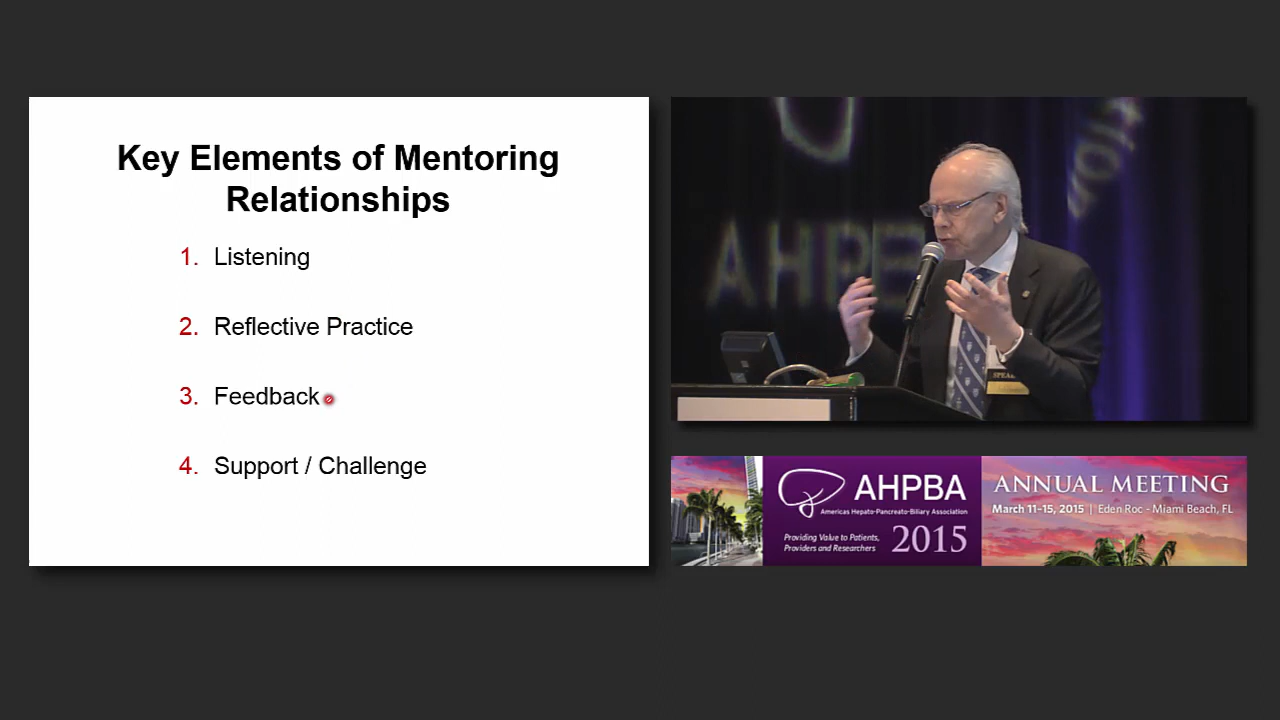 Key Elements of Mentoring
Relationships
1. Listening
2. Reflective Practice
3. Feedback
4. Support / Challenge
AHPB
SPEA
AHPBA
Americas Hepato-Pancreato-Biliary Association
Providing Value to Patients,
Providers and Researchers
2015
ANNUAL MEETING
March 11-15, 2015 | Eden Roc - Miami Beach, FL